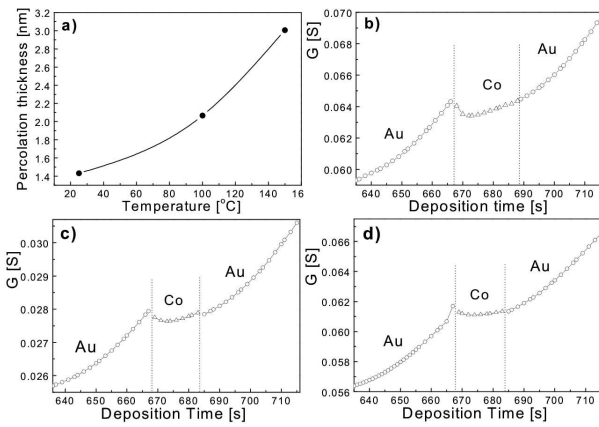 a)
Percolation thickness [nm]
3.2
3.0
2.8
2.6
2.4
2.2
2.0
1.8
1.6
1.4
20 40 60 80 100 120 140 16
Temperature [°C]
b)
G [S]
0.070
0.068
0.066
0.064
0.062
0.060
Au
Co
Au
640 650 660 670 680 690 700 710
Deposition time [s]
c)
G [S]
0.030
0.029
0.028
0.027
0.026
Au
Co
Au
640 650 660 670 680 690 700 710
Deposition Time [s]
d)
G [S]
0.066
0.064
0.062
0.060
0.058
0.056
Au
Co
Au
640 650 660 670 680 690 700 710
Deposition Time [s]